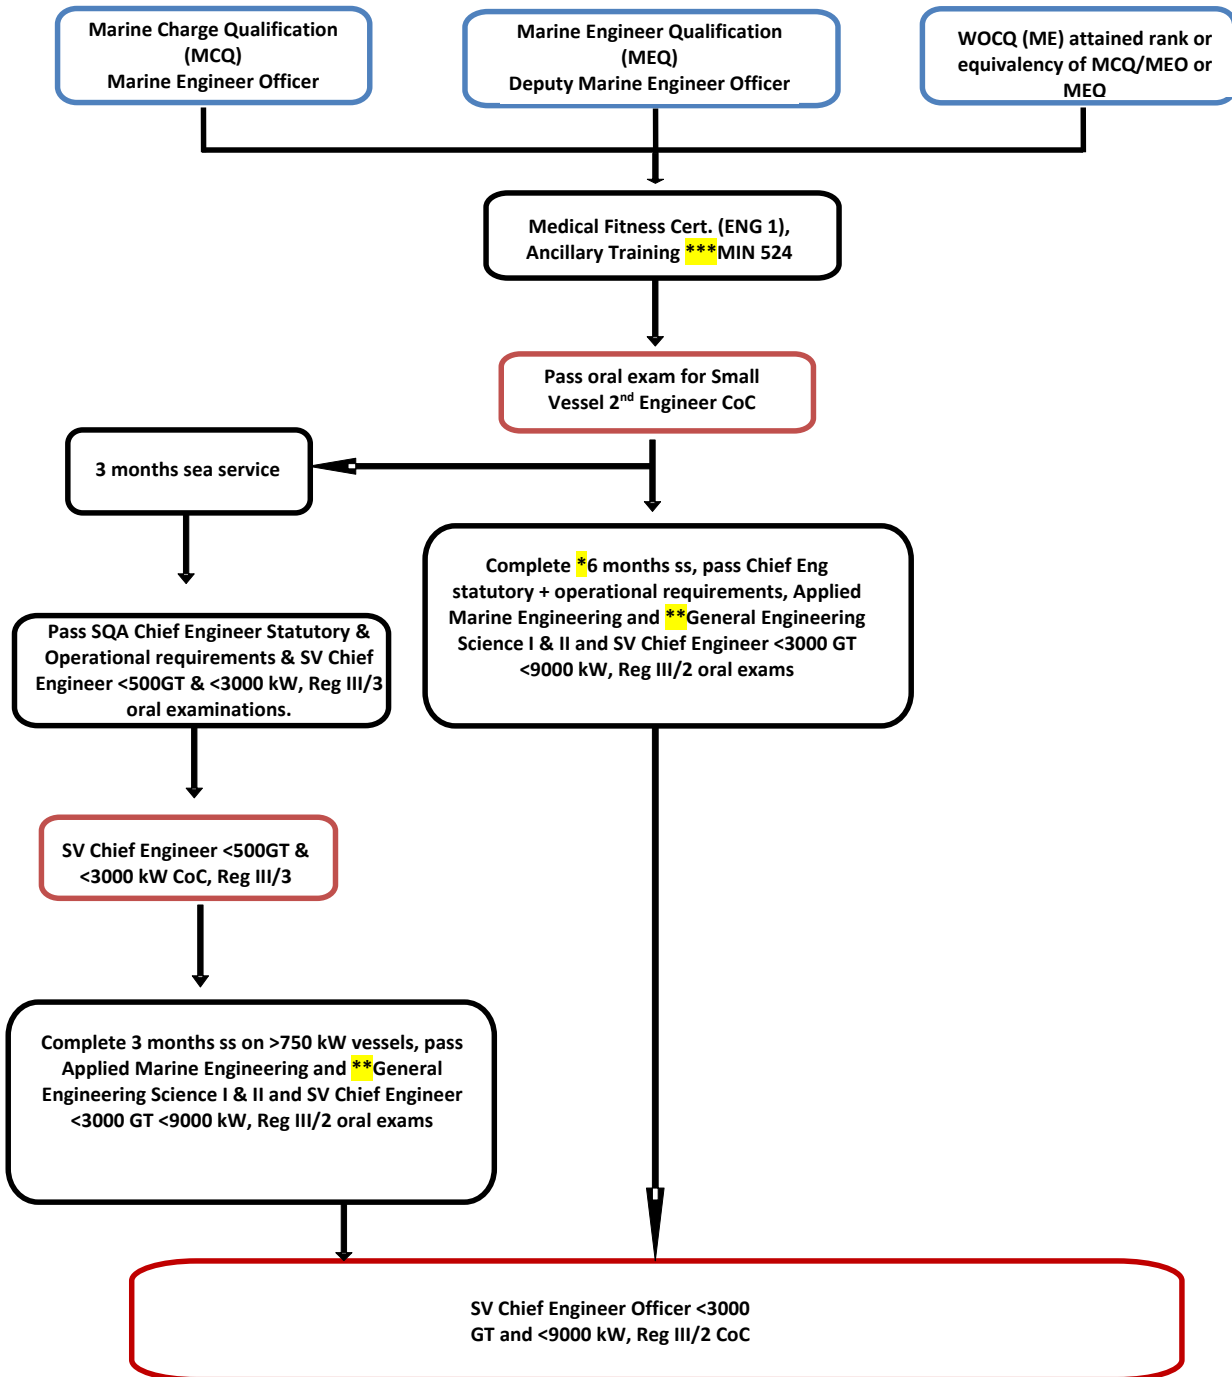 Marine Charge Qualification
(MCQ)
Marine Engineer Officer
Marine Engineer Qualification
(MEQ)
Deputy Marine Engineer Officer
WOCQ (ME) attained rank or
equivalency of MCQ/MEO or
MEQ
Medical Fitness Cert. (ENG 1),
Ancillary Training ***MIN 524
Pass oral exam for Small
Vessel 2nd Engineer CoC
3 months sea service
Complete *6 months ss, pass Chief Eng
statutory + operational requirements, Applied
Marine Engineering and **General Engineering
Science I & II and SV Chief Engineer <3000 GT
<9000 kW, Reg III/2 oral exams
Pass SQA Chief Engineer Statutory &
Operational requirements & SV Chief
Engineer <500GT & <3000 kW, Reg III/3
oral examinations.
SV Chief Engineer <500GT &
<3000 kW CoC, Reg III/3
Complete 3 months ss on >750 kW vessels, pass
Applied Marine Engineering and **General
Engineering Science I & II and SV Chief Engineer
<3000 GT <9000 kW, Reg III/2 oral exams
SV Chief Engineer Officer <3000
GT and <9000 kW, Reg III/2 CoC